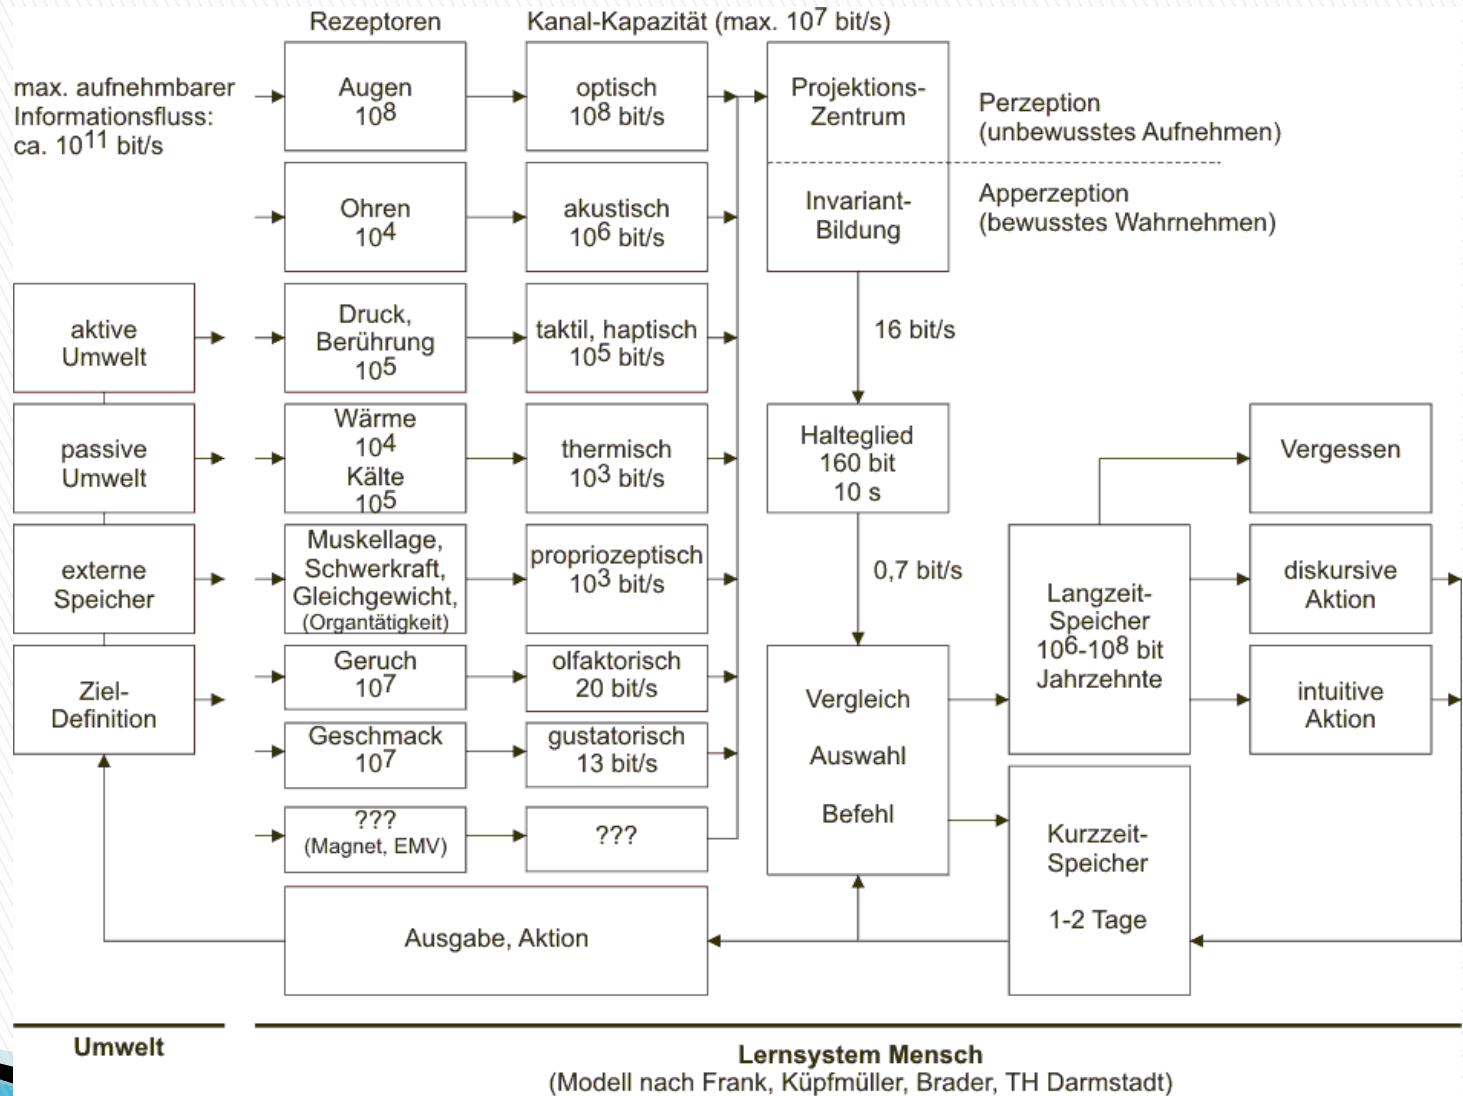 Rezeptoren
Kanal-Kapazität (max. 10⁷ bit/s)
max. aufnehmbarer
Informationsfluss:
ca. 10¹¹ bit/s
Augen
10⁸
optisch
10⁸ bit/s
Projektions-
Zentrum
Perzeption
(unbewusstes Aufnehmen)
Ohren
10⁴
akustisch
10⁶ bit/s
Invariant-
Bildung
Apperzeption
(bewusstes Wahrnehmen)
aktive
Umwelt
Druck,
Berührung
10⁵
taktil, haptisch
10⁵ bit/s
16 bit/s
passive
Umwelt
Wärme
10⁴
Kälte
10⁵
thermisch
10³ bit/s
Halteglied
160 bit
10 s
Vergessen
externe
Speicher
Muskellage,
Schwerkraft,
Gleichgewicht,
(Organtätigkeit)
propriozeptisch
10³ bit/s
0,7 bit/s
Langzeit-
Speicher
10⁶-10⁸ bit
Jahrzehnte
diskursive
Aktion
Ziel-
Definition
Geruch
10⁷
olfaktorisch
20 bit/s
Vergleich
Auswahl
Befehl
intuitive
Aktion
Geschmack
10⁷
gustatorisch
13 bit/s
???
(Magnet, EMV)
???
Kurzzeit-
Speicher
1-2 Tage
Ausgabe, Aktion
Umwelt
Lernsystem Mensch
(Modell nach Frank, Küpfmüller, Brader, TH Darmstadt)